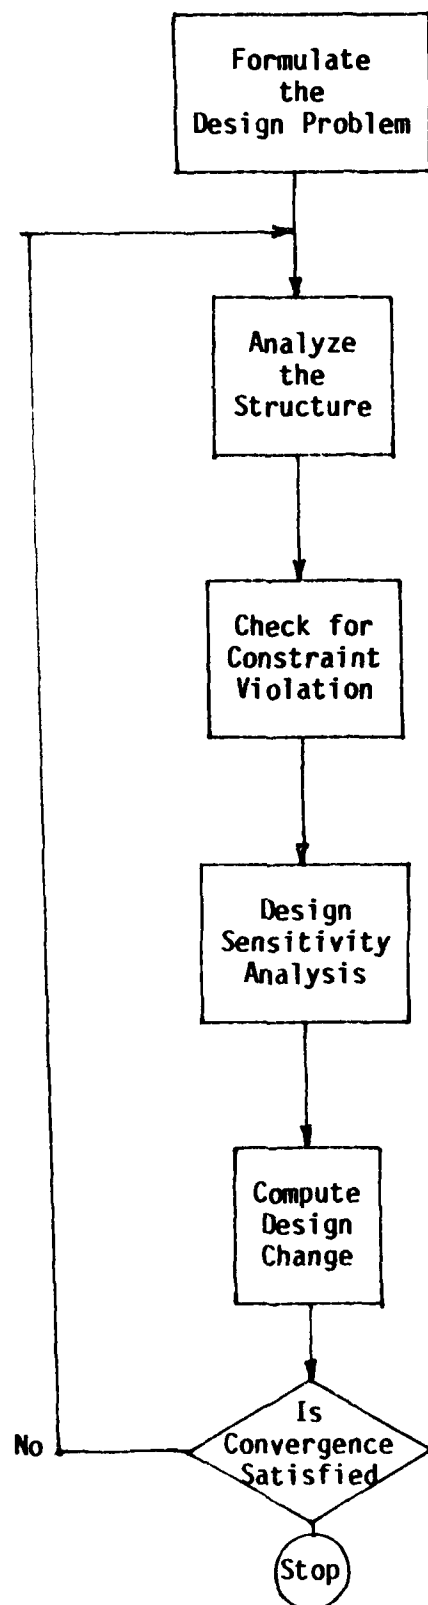 Formulate
the
Design Problem
Analyze
the
Structure
Check for
Constraint
Violation
Design
Sensitivity
Analysis
Compute
Design
Change
Is
Convergence
Satisfied
No
Stop